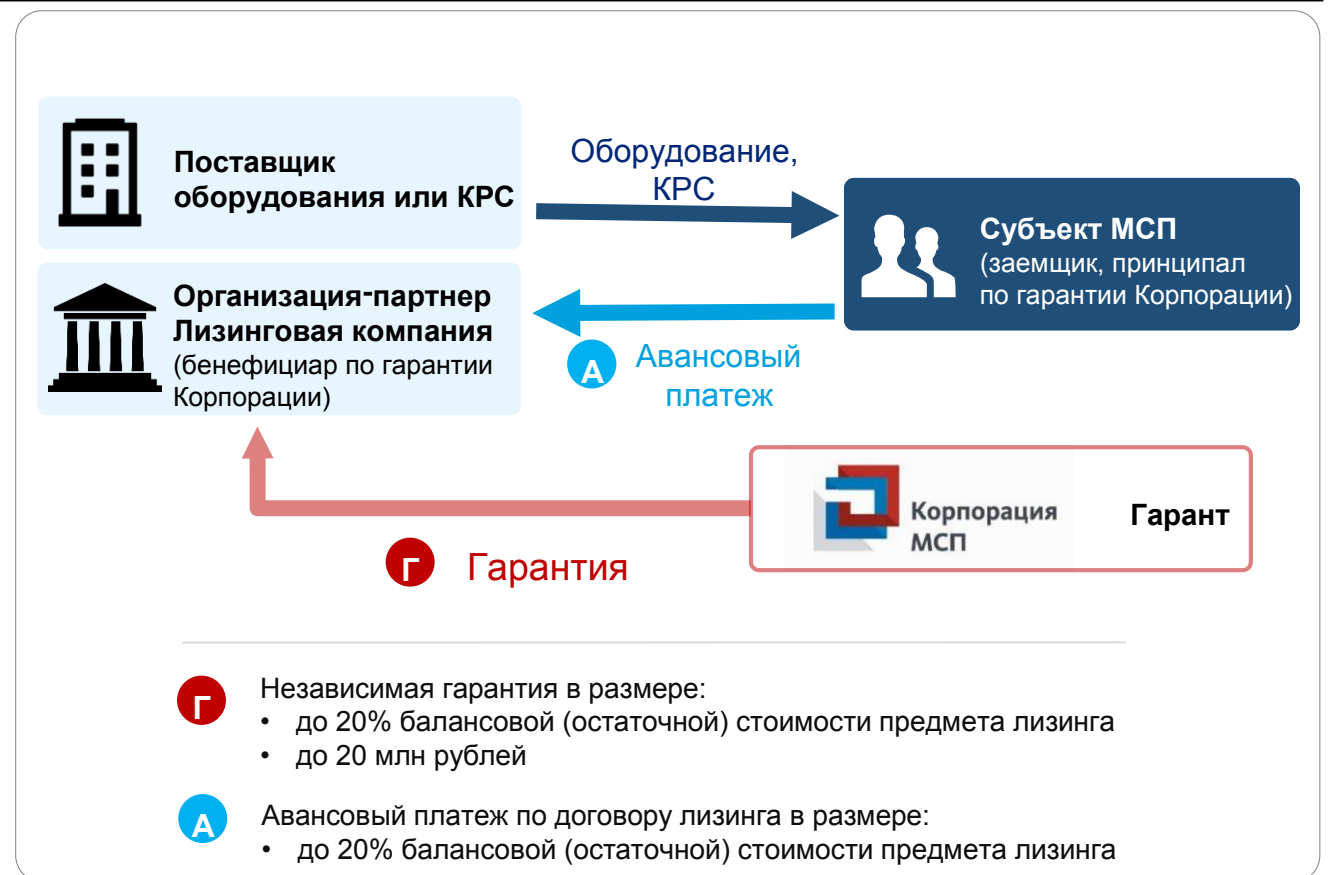 Поставщик
оборудования или КРС
Оборудование,
КРС
Субъект МСП
(заемщик, принципал
по гарантии Корпорации)
Организация-партнер
Лизинговая компания
(бенефициар по гарантии
Корпорации)
А
Авансовый
платеж
Корпорация
МСП
Гарант
Г
Гарантия
Г
Независимая гарантия в размере:
• до 20% балансовой (остаточной) стоимости предмета лизинга
• до 20 млн рублей
А
Авансовый платеж по договору лизинга в размере:
• до 20% балансовой (остаточной) стоимости предмета лизинга